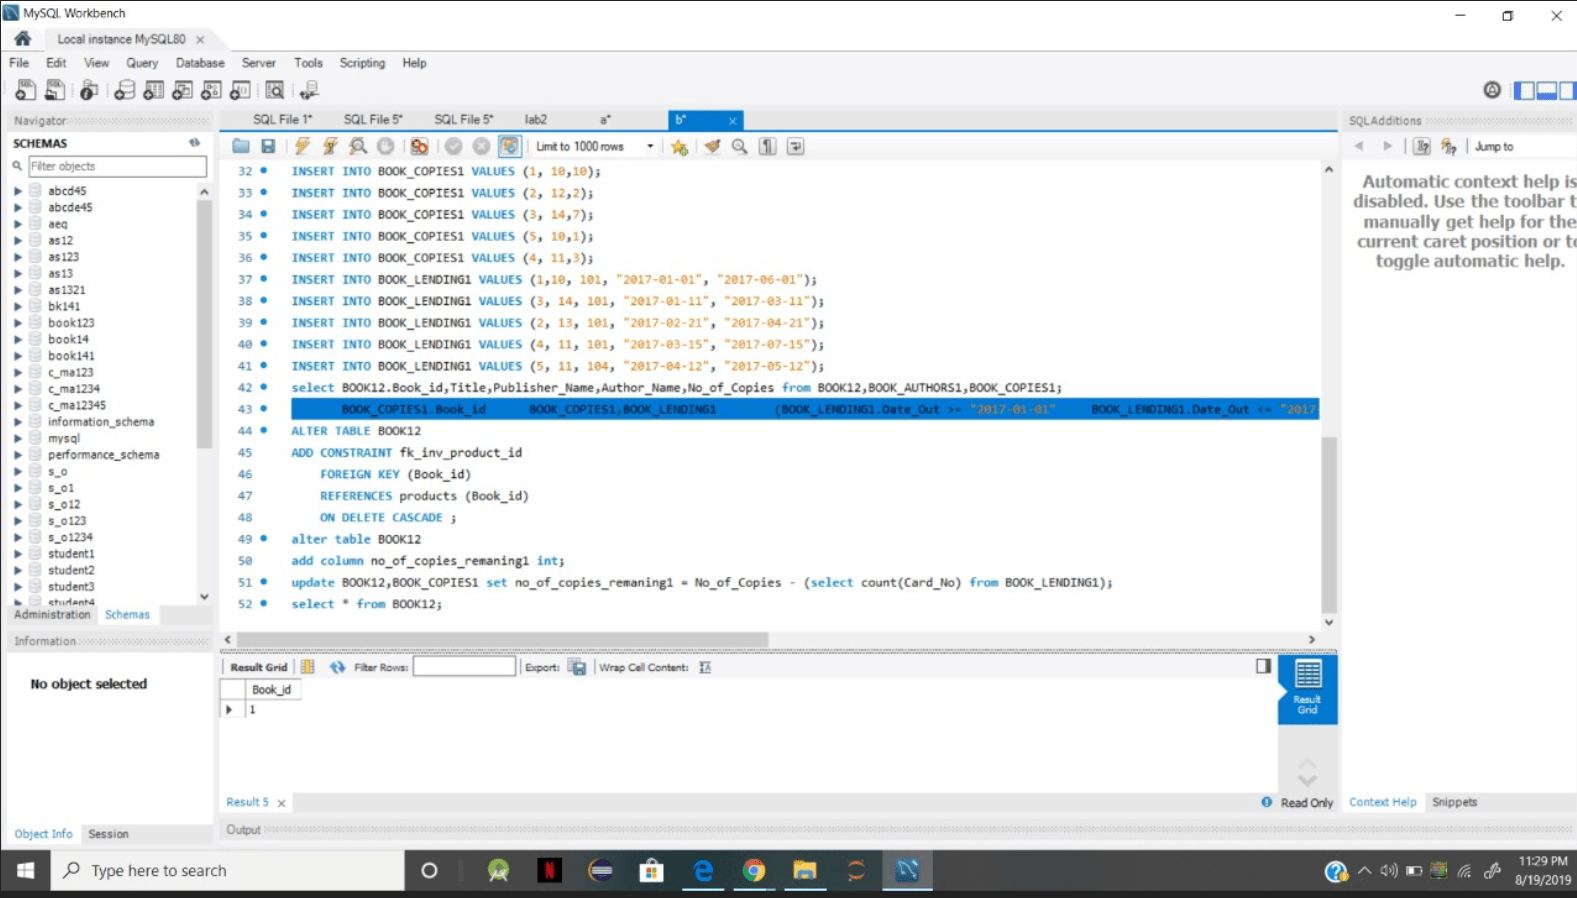 MySQL Workbench
Local instance MySQL80
File Edit View Query Database Server Tools Scripting Help
Navigator
SCHEMAS
Filter objects
abcd45
abcde45
aeq
as12
as123
as13
as1321
bk141
book123
book14
book141
c_ma123
c_ma1234
c_ma12345
information_schema
mysql
performance_schema
s_o
s_o1
s_o12
s_o123
s_o1234
student1
student2
student3
student4
Administration Schemas
Information
No object selected
Object Info Session
SQL File 1* SQL File 5* SQL File 5* lab2 a* b*
Limit to 1000 rows
32 INSERT INTO BOOK_COPIES1 VALUES (1, 10,10);
33 INSERT INTO BOOK_COPIES1 VALUES (2, 12,2);
34 INSERT INTO BOOK_COPIES1 VALUES (3, 14,7);
35 INSERT INTO BOOK_COPIES1 VALUES (5, 10,1);
36 INSERT INTO BOOK_COPIES1 VALUES (4, 11,3);
37 INSERT INTO BOOK_LENDING1 VALUES (1,10, 101, "2017-01-01", "2017-06-01");
38 INSERT INTO BOOK_LENDING1 VALUES (3, 14, 101, "2017-01-11", "2017-03-11");
39 INSERT INTO BOOK_LENDING1 VALUES (2, 13, 101, "2017-02-21", "2017-04-21");
40 INSERT INTO BOOK_LENDING1 VALUES (4, 11, 101, "2017-03-15", "2017-07-15");
41 INSERT INTO BOOK_LENDING1 VALUES (5, 11, 104, "2017-04-12", "2017-05-12");
42 select BOOK12.Book_id,Title,Publisher_Name,Author_Name,No_of_Copies from BOOK12,BOOK_AUTHORS1,BOOK_COPIES1;
43 BOOK_COPIES1.Book_id BOOK_COPIES1,BOOK_LENDING1 (BOOK_LENDING1.Date_Out >= "2017-01-01" BOOK_LENDING1.Date_Out <= "2017-
44 ALTER TABLE BOOK12
45 ADD CONSTRAINT fk_inv_product_id
46 FOREIGN KEY (Book_id)
47 REFERENCES products (Book_id)
48 ON DELETE CASCADE ;
49 alter table BOOK12
50 add column no_of_copies_remaning1 int;
51 update BOOK12,BOOK_COPIES1 set no_of_copies_remaning1 = No_of_Copies - (select count(Card_No) from BOOK_LENDING1);
52 select * from BOOK12;
Result Grid Filter Rows: Export: Wrap Cell Content:
Book_id
1
Result Grid
Result 5
Read Only
Output
SQLAdditions
Jump to
Automatic context help is
disabled. Use the toolbar t
manually get help for the
current caret position or to
toggle automatic help.
Context Help Snippets
Type here to search
11:29 PM
8/19/2019